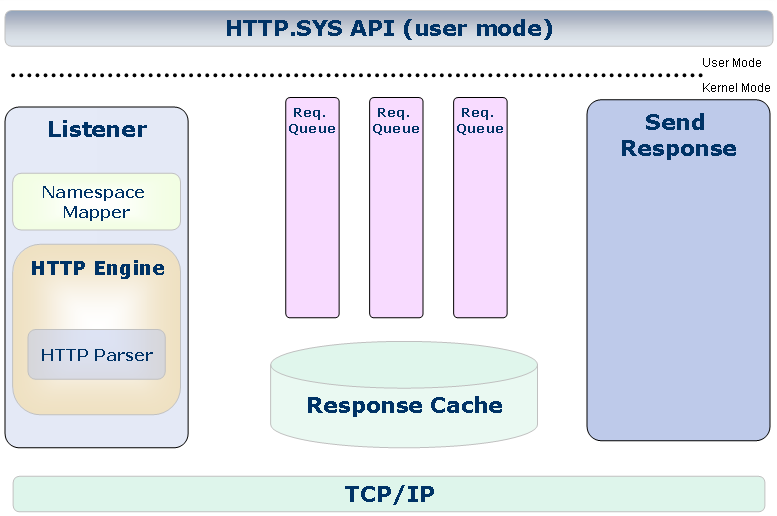 HTTP.SYS API (user mode)
User Mode
Kernel Mode
Listener
Namespace
Mapper
HTTP Engine
HTTP Parser
Req.
Queue
Req.
Queue
Req.
Queue
Response Cache
Send
Response
TCP/IP